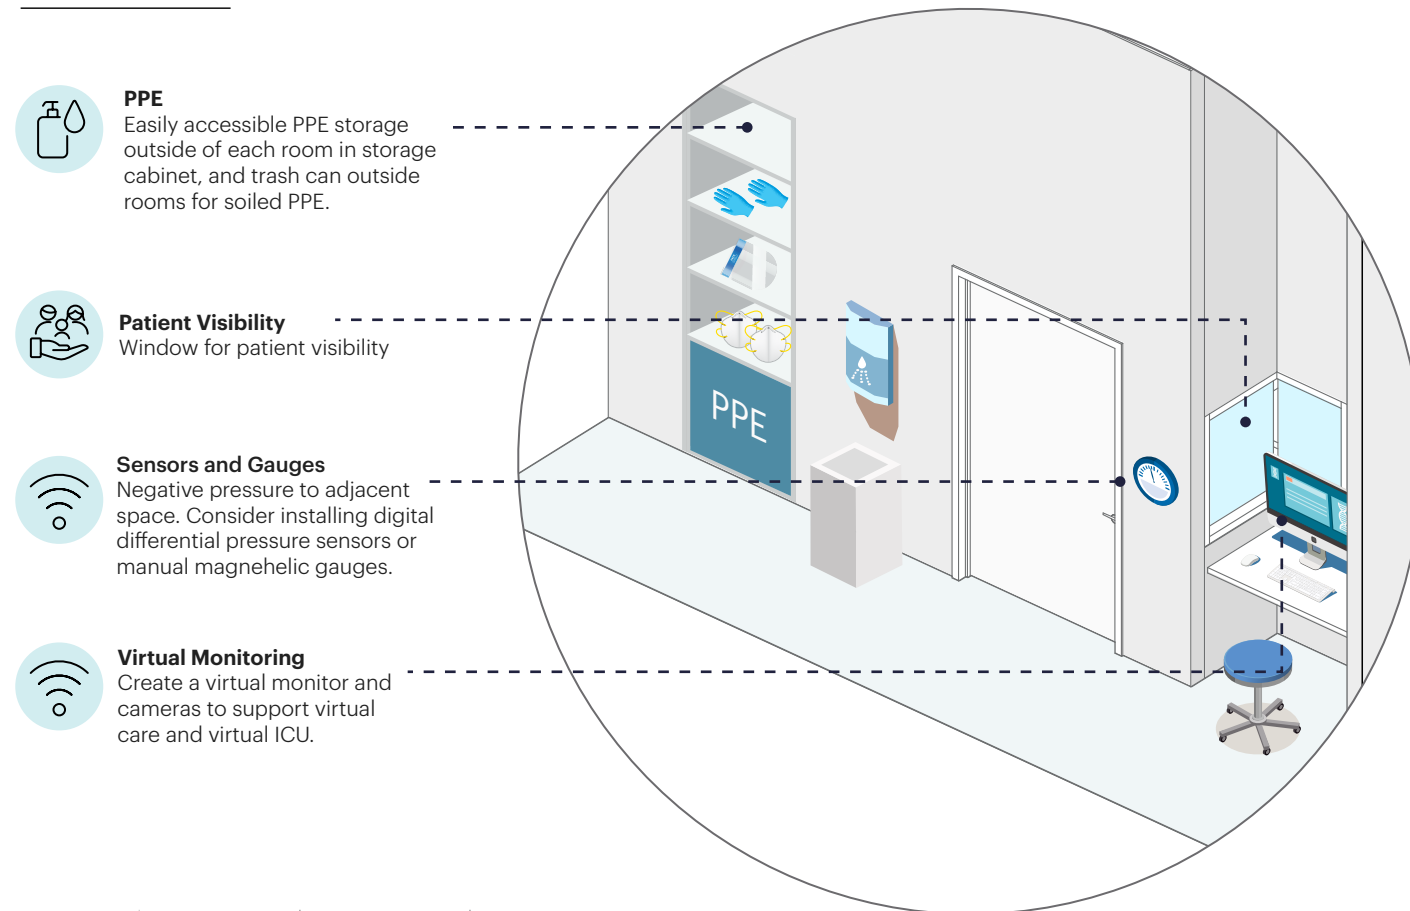 PPE
Easily accessible PPE storage
outside of each room in storage
cabinet, and trash can outside
rooms for soiled PPE.
Patient Visibility
Window for patient visibility
Sensors and Gauges
Negative pressure to adjacent
space. Consider installing digital
differential pressure sensors or
manual magnehelic gauges.
Virtual Monitoring
Create a virtual monitor and
cameras to support virtual
care and virtual ICU.
PPE